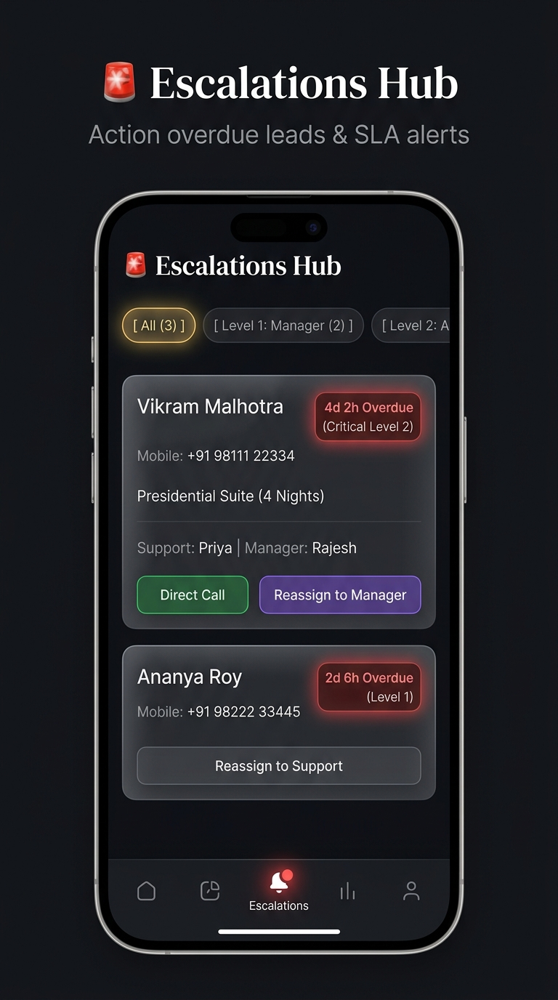 🚨 Escalations Hub
Action overdue leads & SLA alerts
🚨 Escalations Hub
[ All (3) ] [ Level 1: Manager (2) ] [ Level 2: A
Vikram Malhotra
4d 2h Overdue
(Critical Level 2)
Mobile: +91 98111 22334
Presidential Suite (4 Nights)
Support: Priya | Manager: Rajesh
Direct Call Reassign to Manager
Ananya Roy
2d 6h Overdue
(Level 1)
Mobile: +91 98222 33445
Reassign to Support
Escalations